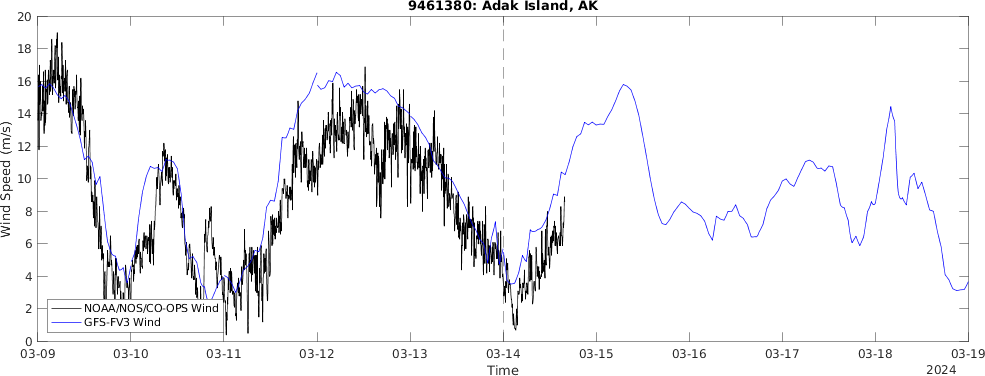 9461380: Adak Island, AK
20
18
16
14
12
10
8
6
4
2
0
Wind Speed (m/s)
NOAA/NOS/CO-OPS Wind
GFS-FV3 Wind
03-09 03-10 03-11 03-12 03-13 03-14 03-15 03-16 03-17 03-18 03-19
Time
2024